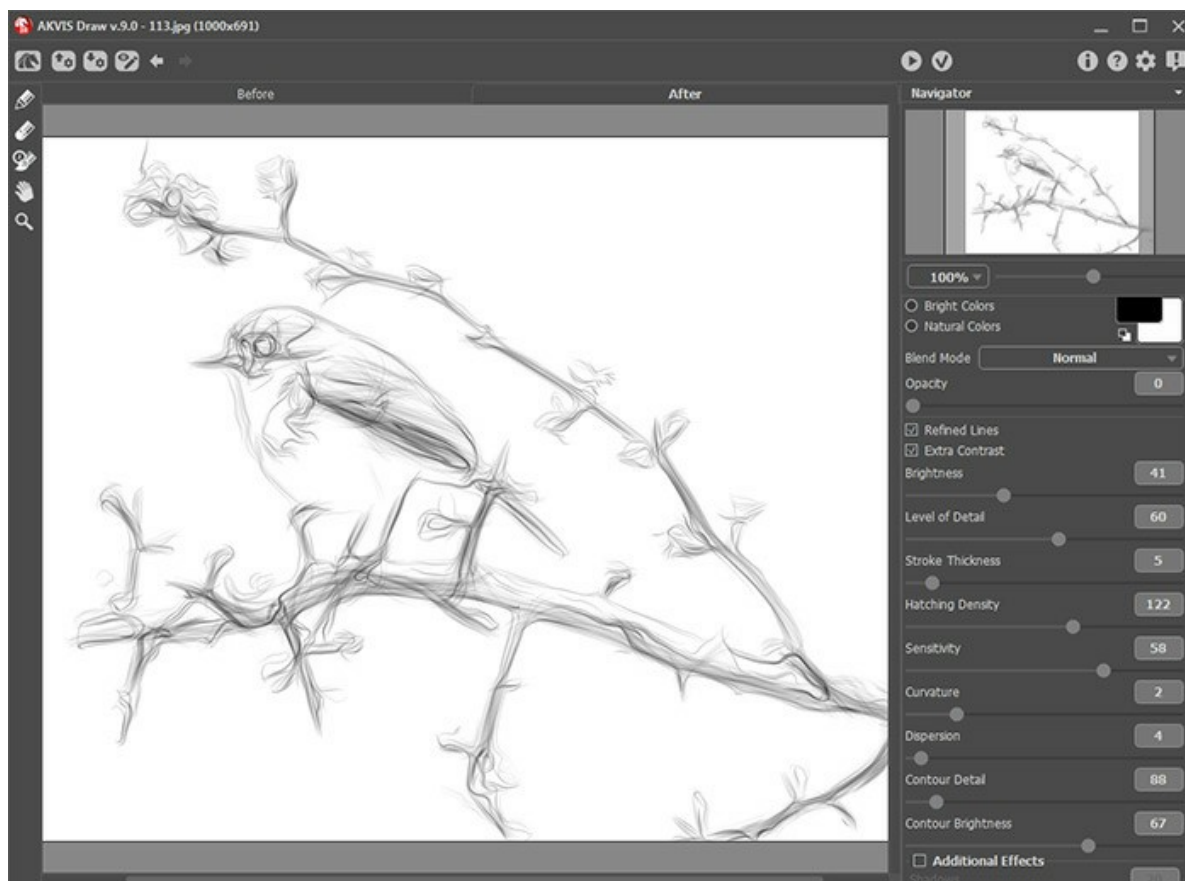 AKVIS Draw v.9.0 - 113.jpg (1000x691)
Before After
Navigator
100%
Bright Colors
Natural Colors
Blend Mode Normal
Opacity 0
Refined Lines
Extra Contrast
Brightness 41
Level of Detail 60
Stroke Thickness 5
Hatching Density 122
Sensitivity 58
Curvature 2
Dispersion 4
Contour Detail 88
Contour Brightness 67
Additional Effects
Shadows